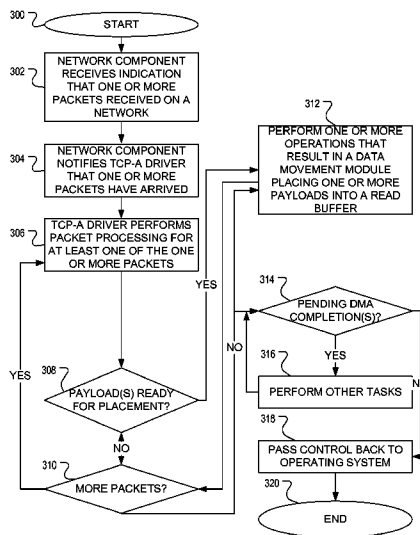 300
START
302
NETWORK COMPONENT
RECEIVES INDICATION
THAT ONE OR MORE
PACKETS RECEIVED ON A
NETWORK
304
NETWORK COMPONENT
NOTIFIES TCP-A DRIVER
THAT ONE OR MORE
PACKETS HAVE ARRIVED
306
TCP-A DRIVER PERFORMS
PACKET PROCESSING FOR
AT LEAST ONE OF THE ONE
OR MORE PACKETS
YES
308
PAYLOAD(S) READY
FOR PLACEMENT?
YES
NO
310
MORE PACKETS?
312
PERFORM ONE OR MORE
OPERATIONS THAT
RESULT IN A DATA
MOVEMENT MODULE
PLACING ONE OR MORE
PAYLOADS INTO A READ
BUFFER
314
PENDING DMA
COMPLETION(S)?
NO
YES
316
PERFORM OTHER TASKS
318
PASS CONTROL BACK TO
OPERATING SYSTEM
320
END